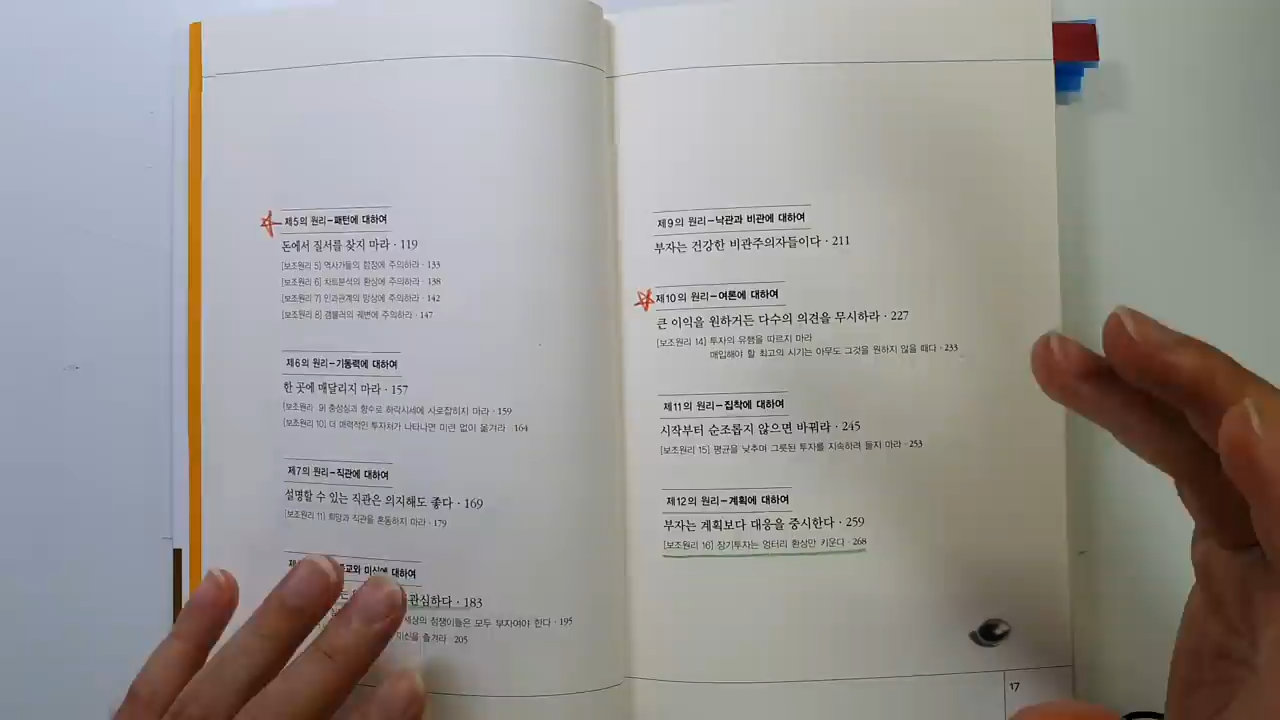 제5의 원리-패턴에 대하여
돈에서 질서를 찾지 마라 · 119
[보조원리 5] 역사가들의 함정에 주의하라 · 133
[보조원리 6] 차트분석의 환상에 주의하라 · 138
[보조원리 7] 인과관계의 망상에 주의하라 · 142
[보조원리 8] 갬블러의 궤변에 주의하라 · 147
제6의 원리-기동력에 대하여
한 곳에 매달리지 마라 · 157
[보조원리 9] 충성심과 향수로 하락시세에 사로잡히지 마라 · 159
[보조원리 10] 더 매력적인 투자처가 나타나면 미련 없이 옮겨라 · 164
제7의 원리-직관에 대하여
설명할 수 있는 직관은 의지해도 좋다 · 169
[보조원리 11] 희망과 직관을 혼동하지 마라 · 179
미신에 대하여
관심하다 · 183
세상의 점쟁이들은 모두 부자여야 한다 · 195
미신을 즐겨라 · 205
제9의 원리-낙관과 비관에 대하여
부자는 건강한 비관주의자들이다 · 211
제10의 원리-여론에 대하여
큰 이익을 원하거든 다수의 의견을 무시하라 · 227
[보조원리 14] 투자의 유행을 따르지 마라
매입해야 할 최고의 시기는 아무도 그것을 원하지 않을 때다 · 233
제11의 원리-집착에 대하여
시작부터 순조롭지 않으면 바꿔라 · 245
[보조원리 15] 평균을 낮추며 그릇된 투자를 지속하려 들지 마라 · 253
제12의 원리-계획에 대하여
부자는 계획보다 대응을 중시한다 · 259
[보조원리 16] 장기투자는 엉터리 환상만 키운다 · 268
17